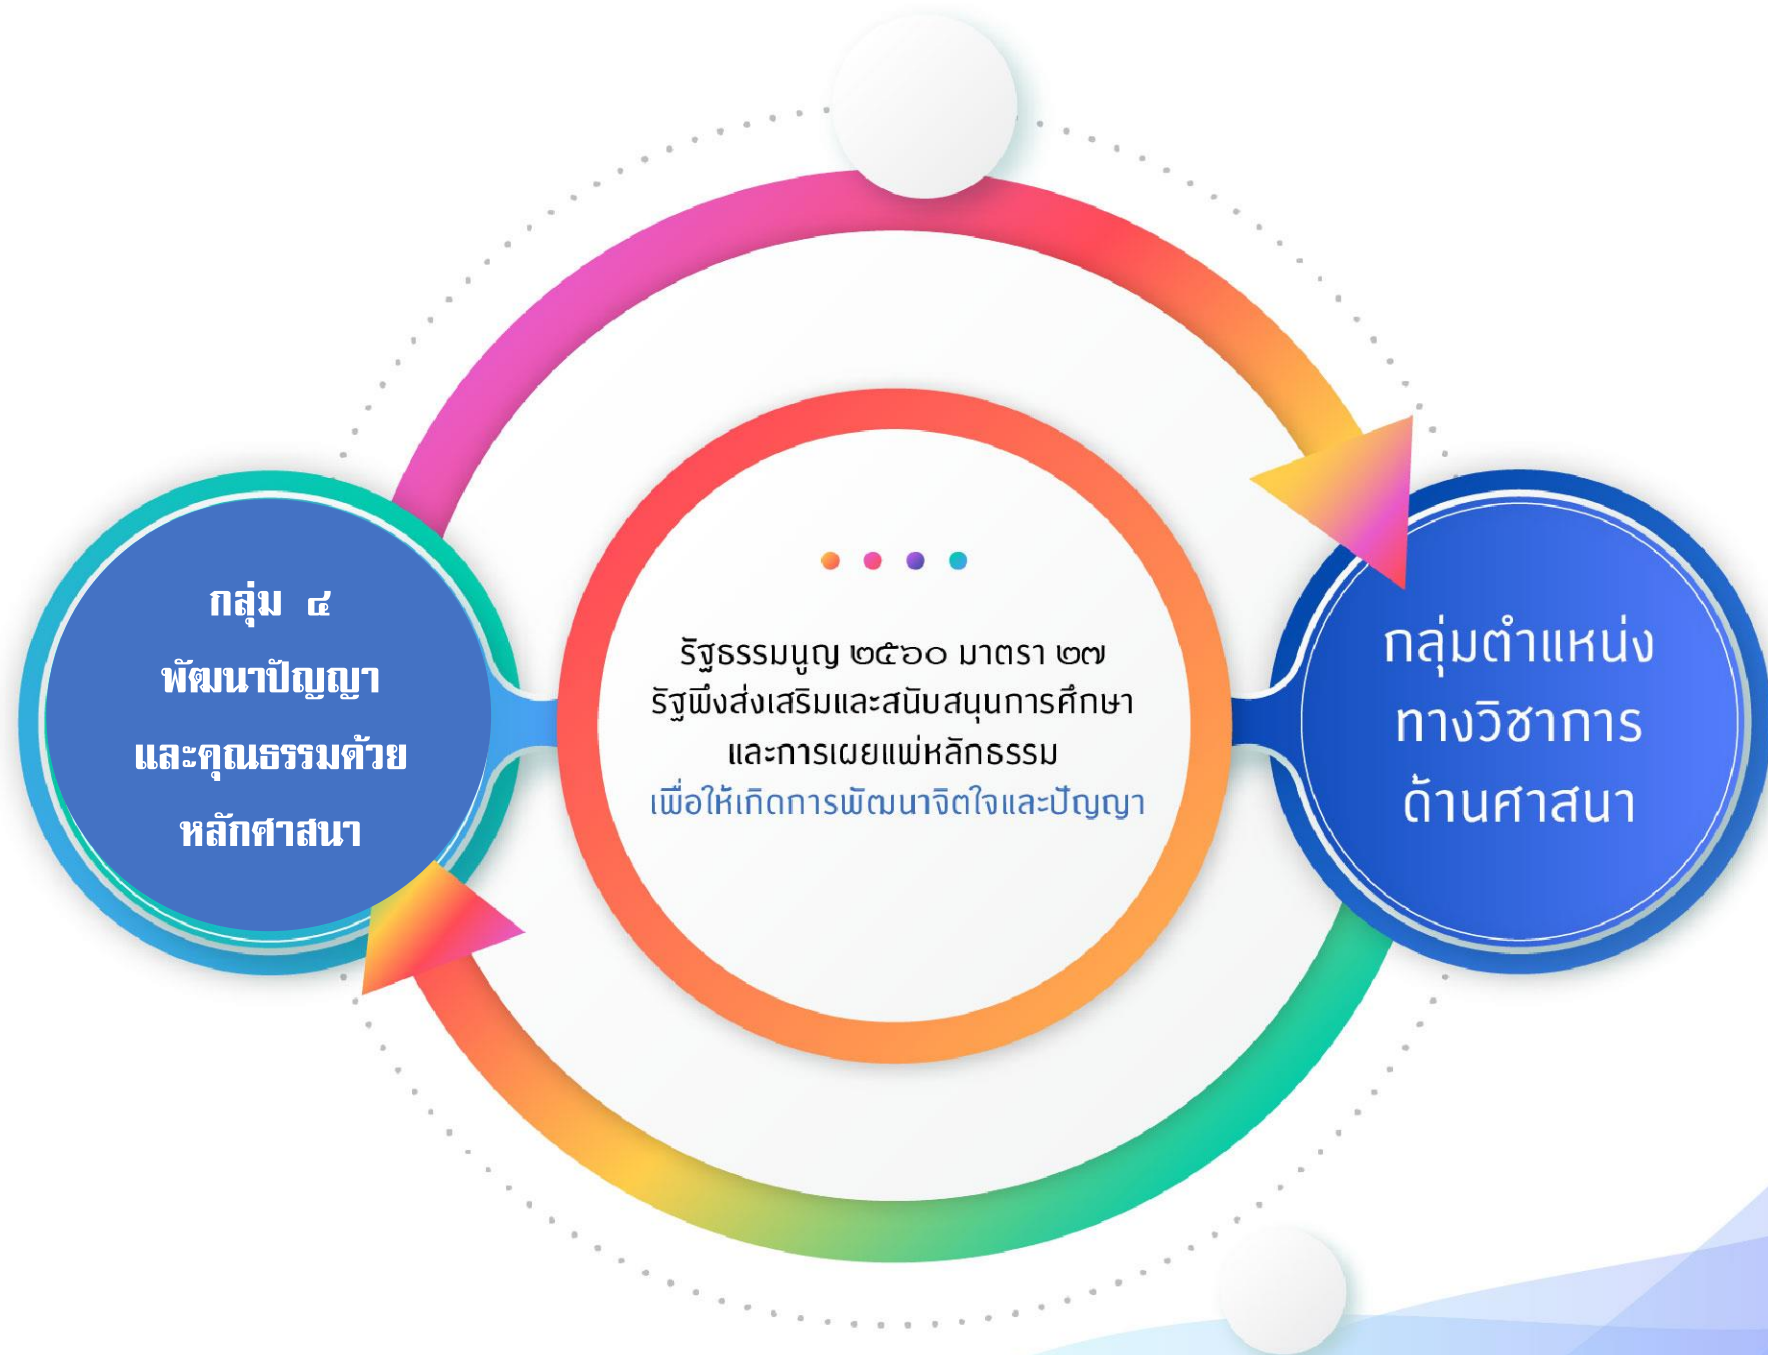 กลุ่ม ๔
พัฒนาปัญญา
และคุณธรรมด้วย
หลักศาสนา
รัฐธรรมนูญ ๒๕๖๐ มาตรา ๒๗
รัฐพึงส่งเสริมและสนับสนุนการศึกษา
และการเผยแพ่หลักธรรม
เพื่อให้เกิดการพัฒนาจิตใจและปัญญา
กลุ่มตำแหน่ง
ทางวิชาการ
ด้านศาสนา